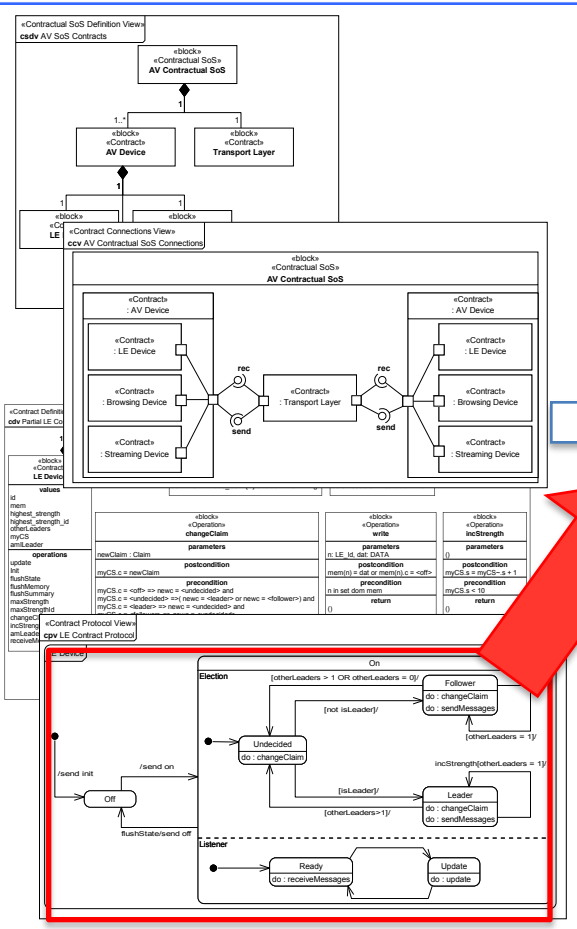 «Contractual SoS Definition View»
csdv AV SoS Contracts
«block»
«Contractual SoS»
AV Contractual SoS
1
1..*
1
«block»
«Contract»
AV Device
«block»
«Contract»
Transport Layer
1
1
1
«block»
«block»
LE
«Contract Connections View»
ccv AV Contractual SoS Connections
«block»
«Contractual SoS»
AV Contractual SoS
«Contract»
: AV Device
«Contract»
: LE Device
«Contract»
: Browsing Device
«Contract»
: Streaming Device
rec
send
«Contract»
: Transport Layer
rec
send
«Contract»
: AV Device
«Contract»
: LE Device
«Contract»
: Browsing Device
«Contract»
: Streaming Device
«Contract
cdv Partial LE
«block»
«Contract
LE Device
values
id
mem
highest_strength
highest_strength_id
otherLeaders
myCS
amILeader
operations
update
Init
flushState
flushMemory
flushSummary
maxStrength
maxStrengthId
«block»
«Operation»
changeClaim
parameters
newClaim : Claim
postcondition
myCS.c = newClaim
precondition
myCS.c = <off> => newc = <undecided> and
myCS.c = <undecided> =>( newc = <leader> or newc = <follower>) and
myCS.c = <leader> => newc = <undecided> and
«block»
«Operation»
write
parameters
n: LE_Id, dat: DATA
postcondition
mem(n) = dat or mem(n).c = <off>
precondition
n in set dom mem
return
()
«block»
«Operation»
incStrength
parameters
()
postcondition
myCS.s = myCS~.s + 1
precondition
myCS.s < 10
return
()
«Contract Protocol View»
cpv LE Contract Protocol
LE Device
On
Election
[otherLeaders > 1 OR otherLeaders = 0]/
Follower
do : changeClaim
do : sendMessages
[not isLeader]/
[otherLeaders = 1]/
Undecided
do : changeClaim
/send init
/send on
Off
flushState/send off
incStrength[otherLeaders = 1]/
[isLeader]/
Leader
do : changeClaim
do : sendMessages
[otherLeaders>1]/
Listener
Ready
do : receiveMessages
Update
do : update